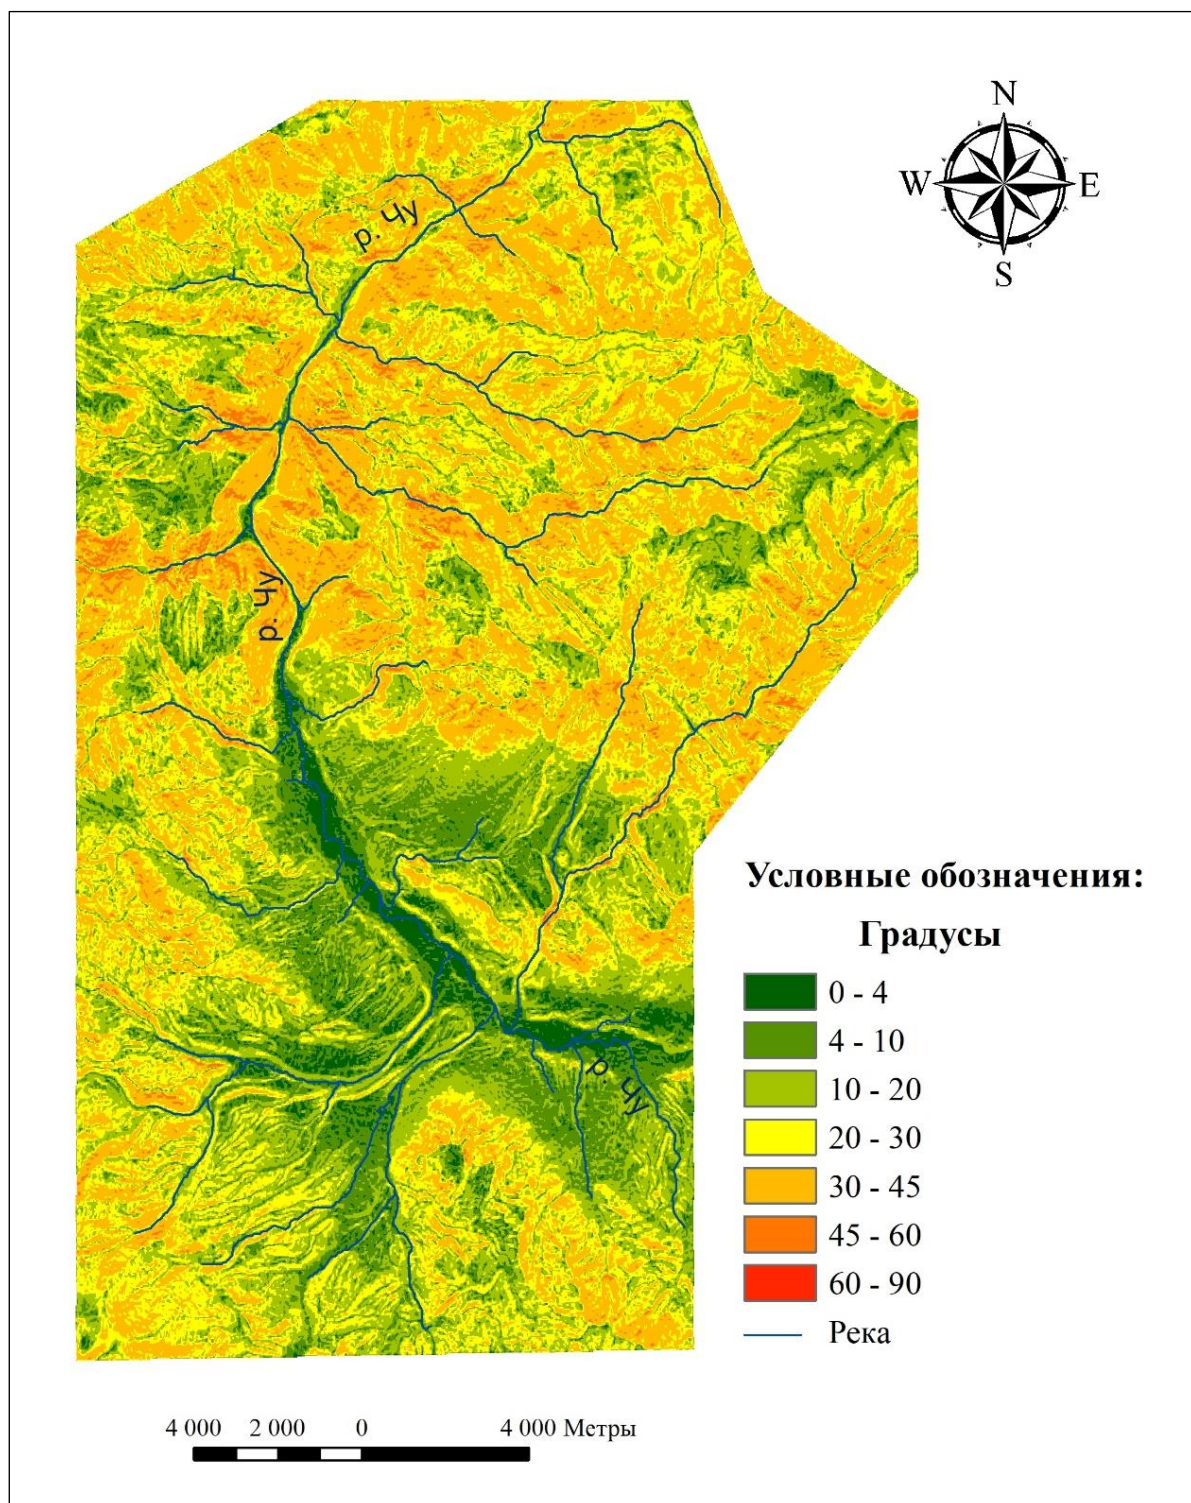 N
W E
S
р. Чу
р. Чу
Условные обозначения:
Градусы
0 - 4
4 - 10
10 - 20
20 - 30
30 - 45
45 - 60
60 - 90
Река
р. Чу
4 000 2 000 0 4 000 Метры